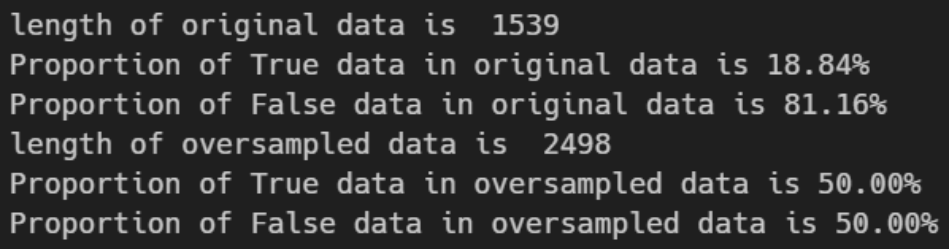 length of original data is  1539
Proportion of True data in original data is 18.84%
Proportion of False data in original data is 81.16%
length of oversampled data is  2498
Proportion of True data in oversampled data is 50.00%
Proportion of False data in oversampled data is 50.00%